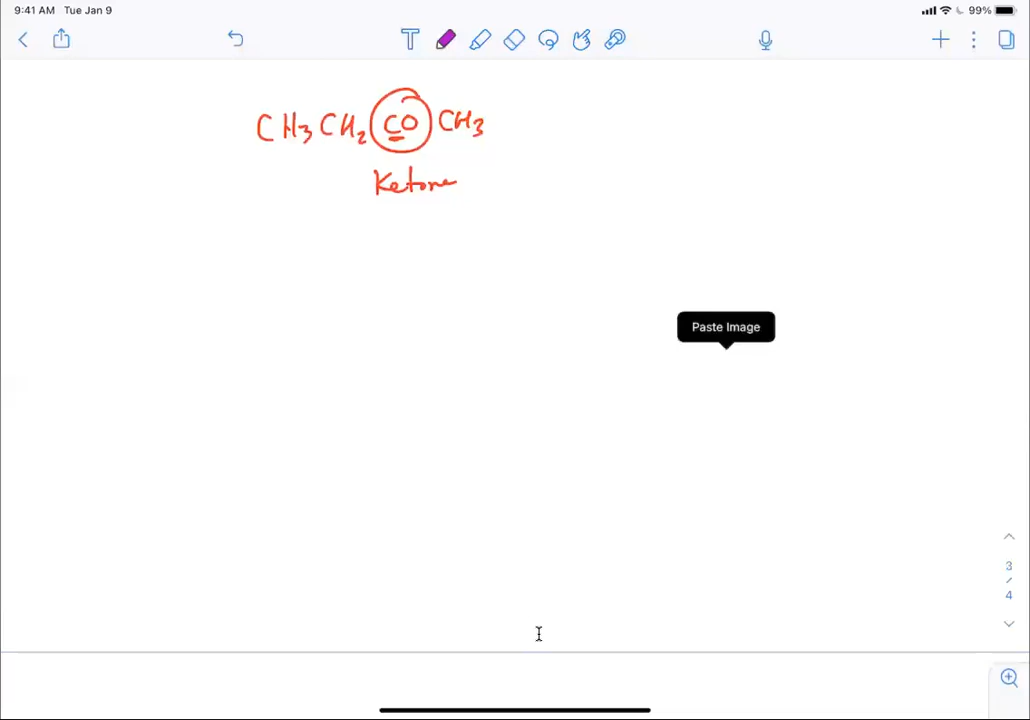 9:41 AM Tue Jan 9
99%
T
CH₃CH₂COCH₃
Ketone
Paste Image
3
/
4